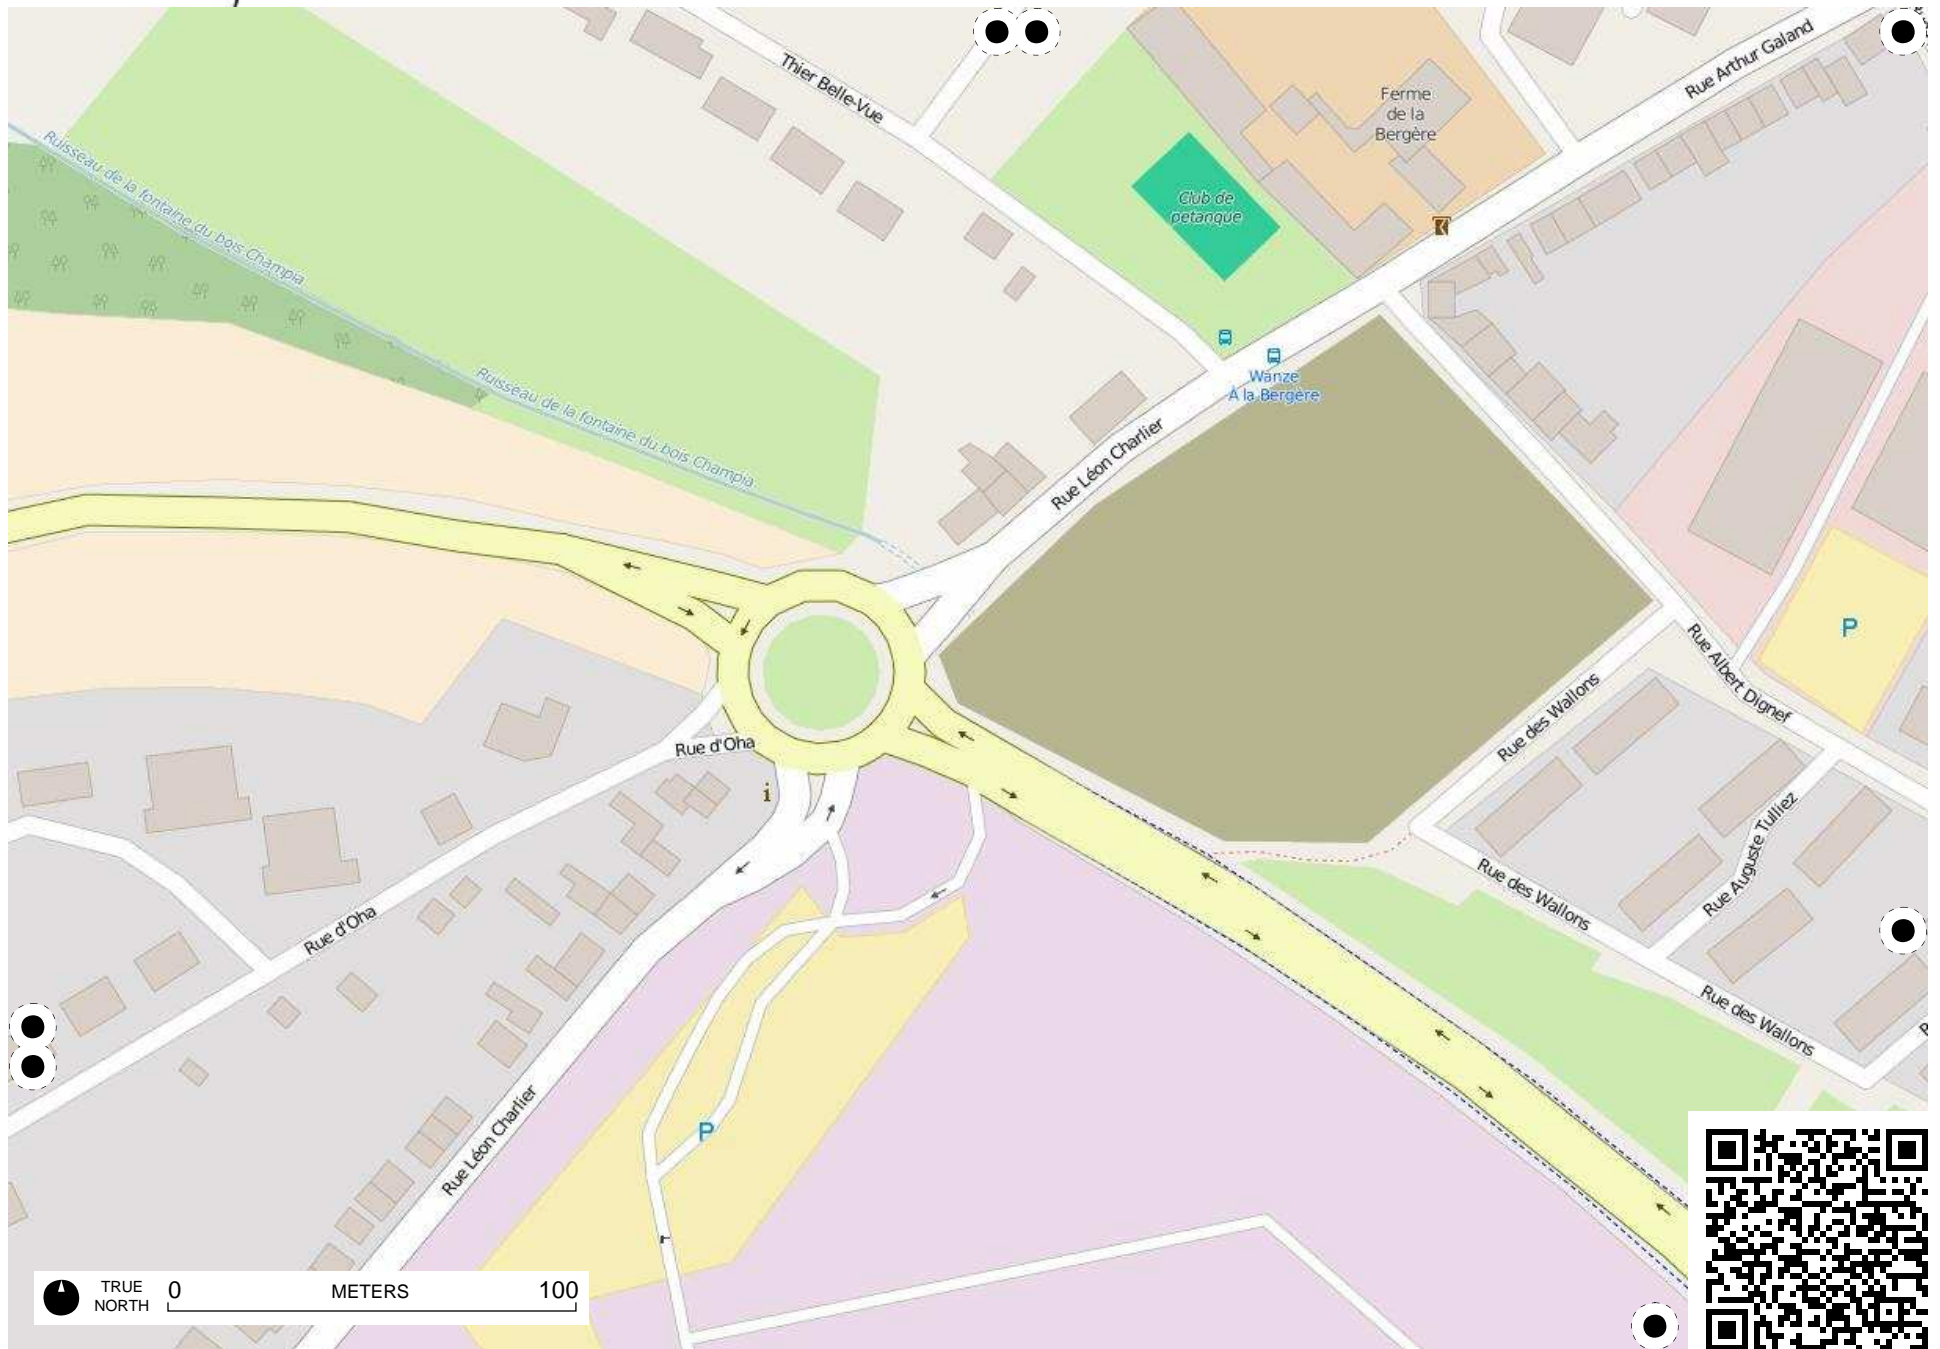 Thier Belle-Vue
Rue Arthur Galand
Ferme
de la
Bergère
Club de
petanque
Ruisseau de la fontaine du bois Champia
Ruisseau de la fontaine du bois Champia
Wanze
À la Bergère
Rue Léon Charlier
P
Rue Albert Dignef
Rue des Wallons
Rue d'Oha
i
Rue Auguste Tulliez
Rue des Wallons
Rue d'Oha
Rue des Wallons
Rue Léon Charlier
P
TRUE
NORTH
0 METERS 100